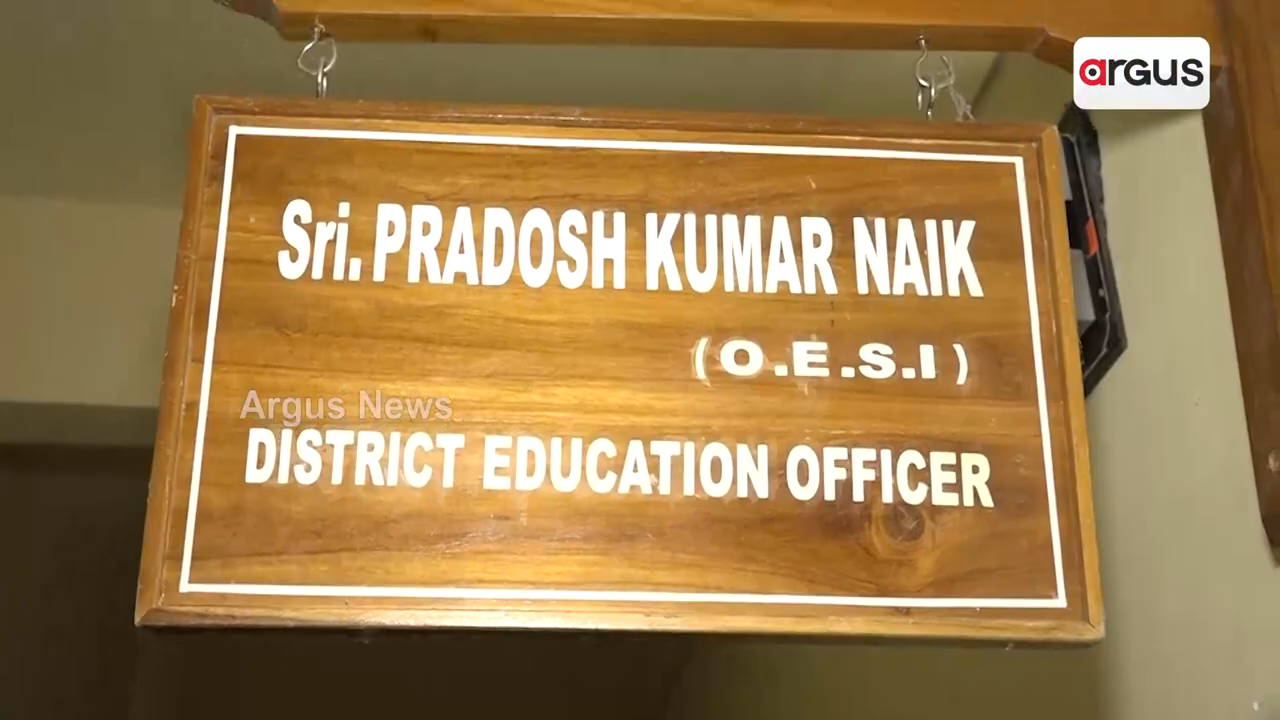 argus
Sri. PRADOSH KUMAR NAIK
(O.E.S.I)
Argus News
DISTRICT EDUCATION OFFICER